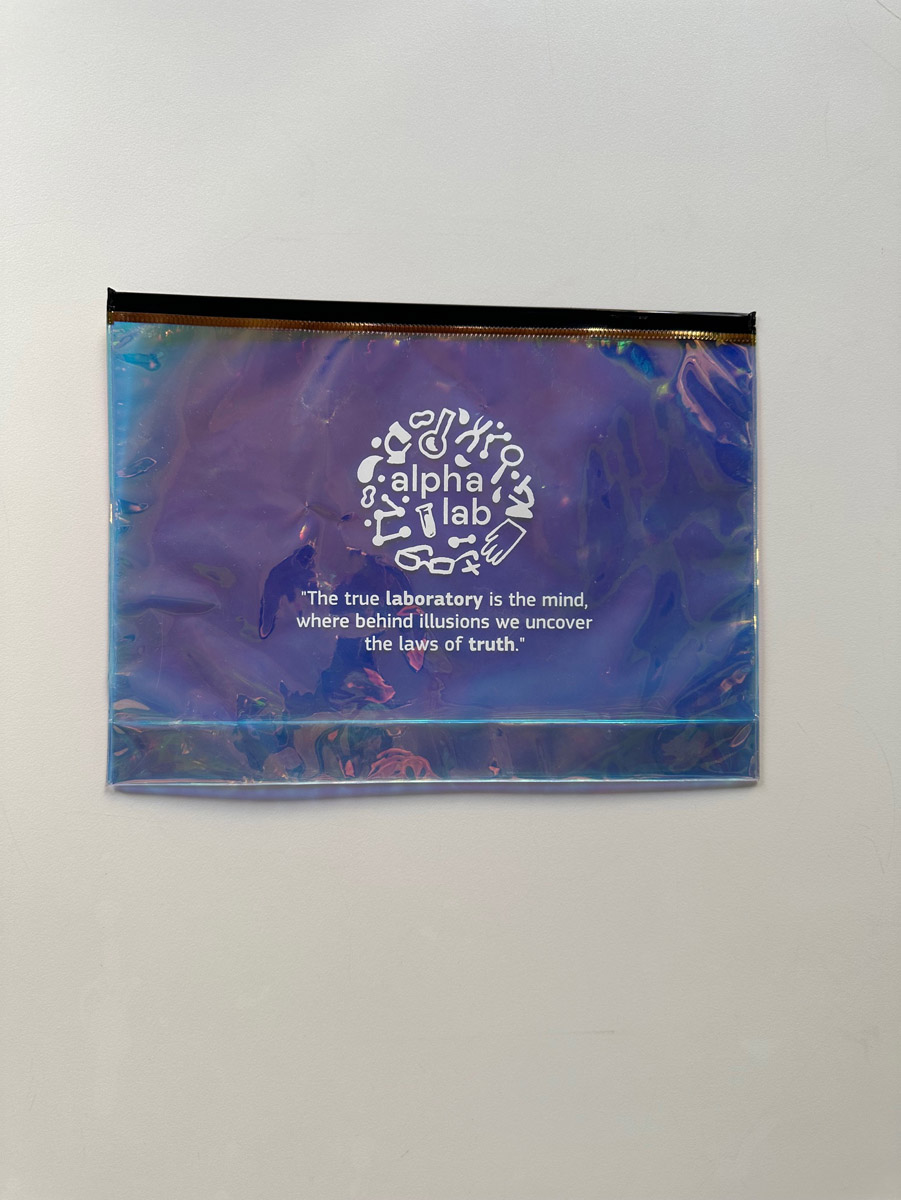 alpha
lab
"The true laboratory is the mind,
where behind illusions we uncover
the laws of truth."